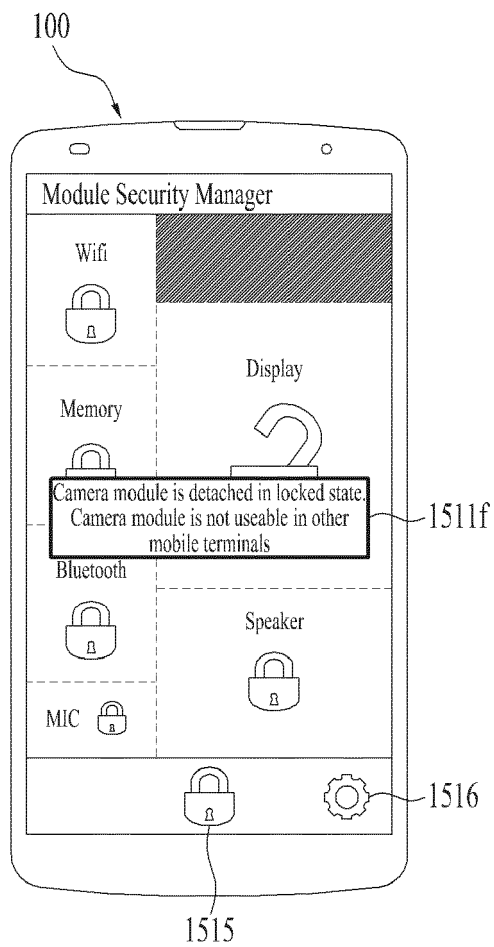 100
Module Security Manager
Wifi
Display
Memory
Camera module is detached in locked state.
Camera module is not useable in other
mobile terminals
1511f
Bluetooth
Speaker
MIC
1516
1515